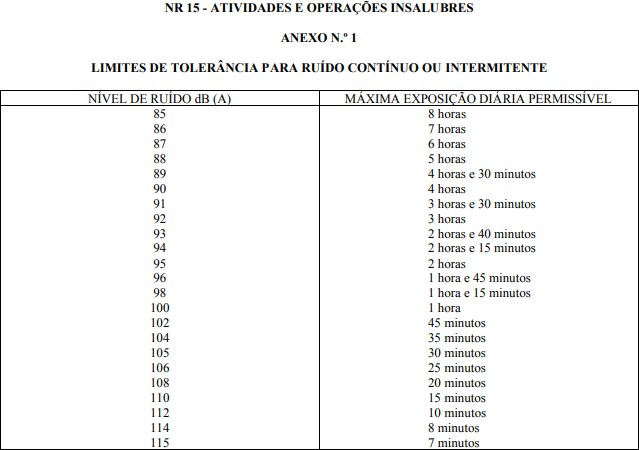 NR 15 - ATIVIDADES E OPERAÇÕES INSALUBRES
ANEXO N.º 1
LIMITES DE TOLERÂNCIA PARA RUÍDO CONTÍNUO OU INTERMITENTE
NÍVEL DE RUÍDO dB (A) MÁXIMA EXPOSIÇÃO DIÁRIA PERMISSÍVEL
85 8 horas
86 7 horas
87 6 horas
88 5 horas
89 4 horas e 30 minutos
90 4 horas
91 3 horas e 30 minutos
92 3 horas
93 2 horas e 40 minutos
94 2 horas e 15 minutos
95 2 horas
96 1 hora e 45 minutos
98 1 hora e 15 minutos
100 1 hora
102 45 minutos
104 35 minutos
105 30 minutos
106 25 minutos
108 20 minutos
110 15 minutos
112 10 minutos
114 8 minutos
115 7 minutos